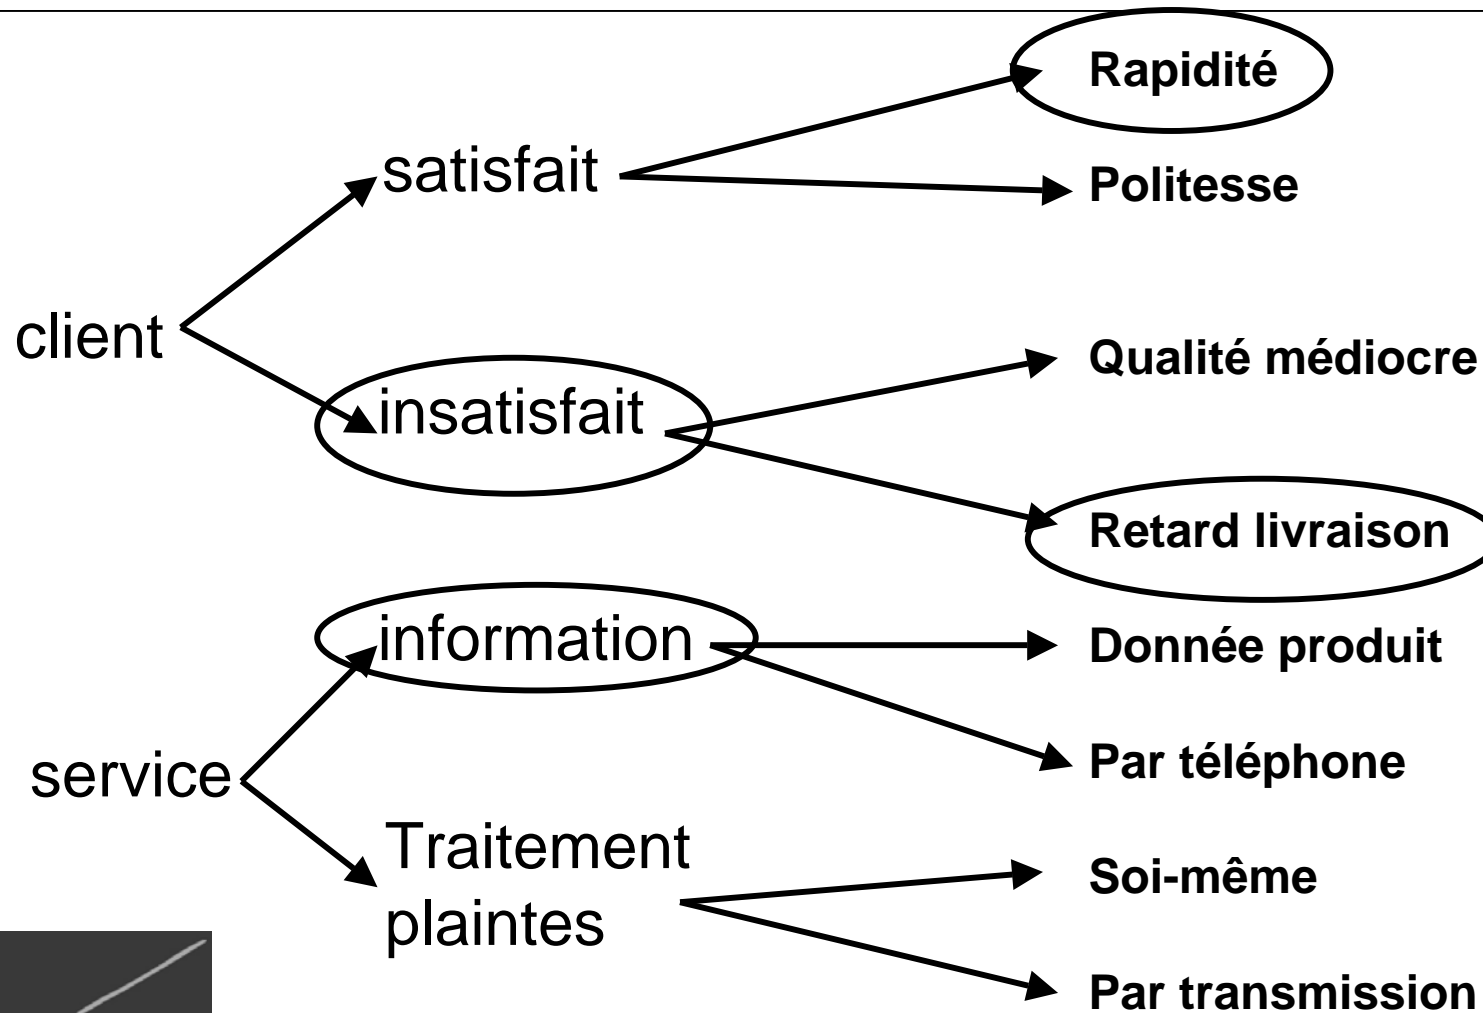 Rapidité
satisfait
Politesse
client
Qualité médocre
insatisfait
Retard livraison
information
Donnée produit
Par téléphone
service
Traitement
plaintes
Soi-même
Par transmission